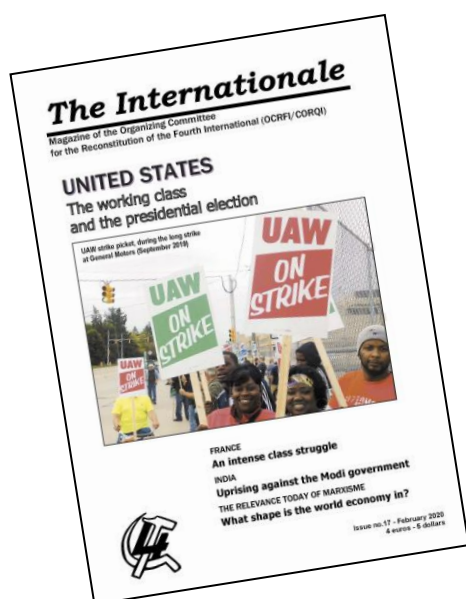 The Internationale
Magazine of the Organizing Committee
for the Reconstitution of the Fourth International (OCRFI/CORQI)
UNITED STATES
The working class
and the presidential election
UAW strike picket, during the long strike
at General Motors (September 2019)
UAW
ON
STRIKE
UAW
ON
STRIKE
UAW
ON
STRIKE
FRANCE
An intense class struggle
INDIA
Uprising against the Modi government
THE RELEVANCE TODAY OF MARXISME
What shape is the world economy in?
4
Issue no.17 - February 2020
4 euros - 5 dollars